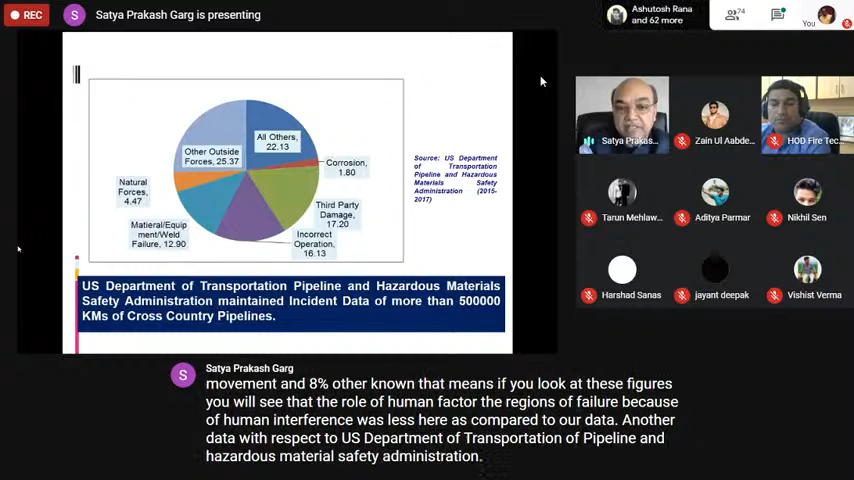 REC
S
Satya Prakash Garg is presenting
Ashutosh Rana
and 62 more
74
You
All Others,
22.13
Corrosion,
1.80
Third Party
Damage,
17.20
Incorrect
Operation,
16.13
Matieral/Equip
ment/Weld
Failure, 12.90
Natural
Forces,
4.47
Other Outside
Forces, 25.37
Source: US Department
of Transportation
Pipeline and Hazardous
Materials Safety
Administration (2015-
2017)
US Department of Transportation Pipeline and Hazardous Materials
Safety Administration maintained Incident Data of more than 500000
KMs of Cross Country Pipelines.
Satya Prakas...
Zain Ul Aabde...
HOD Fire Tec...
Tarun Mehlaw...
Aditya Parmar
Nikhil Sen
Harshad Sanas
jayant deepak
Vishist Verma
S
Satya Prakash Garg
movement and 8% other known that means if you look at these figures
you will see that the role of human factor the regions of failure because
of human interference was less here as compared to our data. Another
data with respect to US Department of Transportation of Pipeline and
hazardous material safety administration.